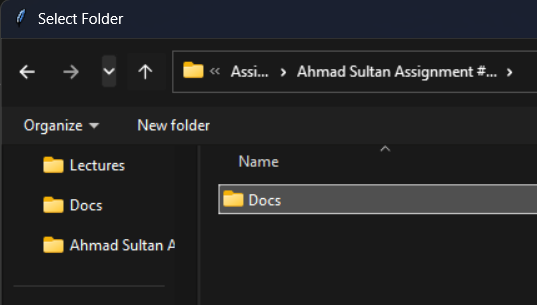 Select Folder
« Assi... › Ahmad Sultan Assignment #... ›
Organize New folder
Lectures
Docs
Ahmad Sultan A
Name
Docs